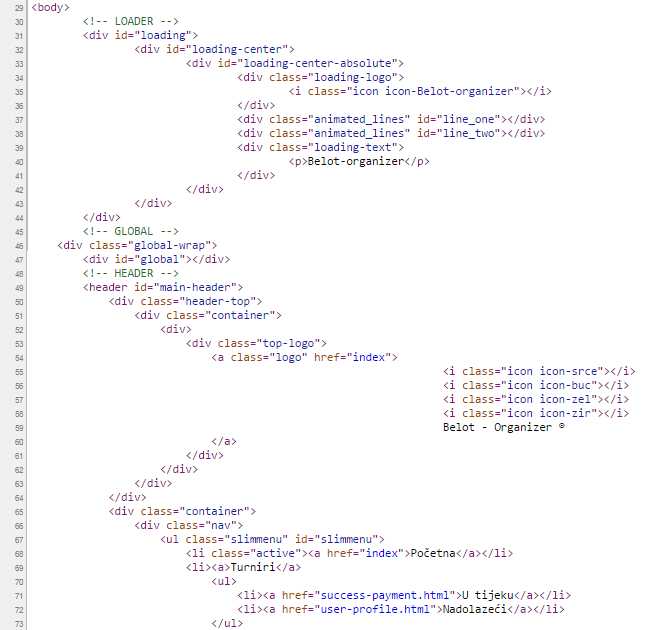 29 <body>
30 <!-- LOADER -->
31 <div id="loading">
32 <div id="loading-center">
33 <div id="loading-center-absolute">
34 <div class="loading-logo">
35 <i class="icon icon-Belot-organizer"></i>
36 </div>
37 <div class="animated_lines" id="line_one"></div>
38 <div class="animated_lines" id="line_two"></div>
39 <div class="loading-text">
40 <p>Belot-organizer</p>
41 </div>
42 </div>
43 </div>
44 </div>
45 <!-- GLOBAL -->
46 <div class="global-wrap">
47 <div id="global"></div>
48 <!-- HEADER -->
49 <header id="main-header">
50 <div class="header-top">
51 <div class="container">
52 <div>
53 <div class="top-logo">
54 <a class="logo" href="index">
55 <i class="icon icon-srce"></i>
56 <i class="icon icon-buc"></i>
57 <i class="icon icon-zel"></i>
58 <i class="icon icon-zir"></i>
59 Belot - Organizer ®
60 </a>
61 </div>
62 </div>
63 </div>
64 </div>
65 <div class="container">
66 <div class="nav">
67 <ul class="slimmenu" id="slimmenu">
68 <li class="active"><a href="index">Početna</a></li>
69 <li><a>Turniri</a>
70 <ul>
71 <li><a href="success-payment.html">U tijeku</a></li>
72 <li><a href="user-profile.html">Nadolazeći</a></li>
73 </ul>